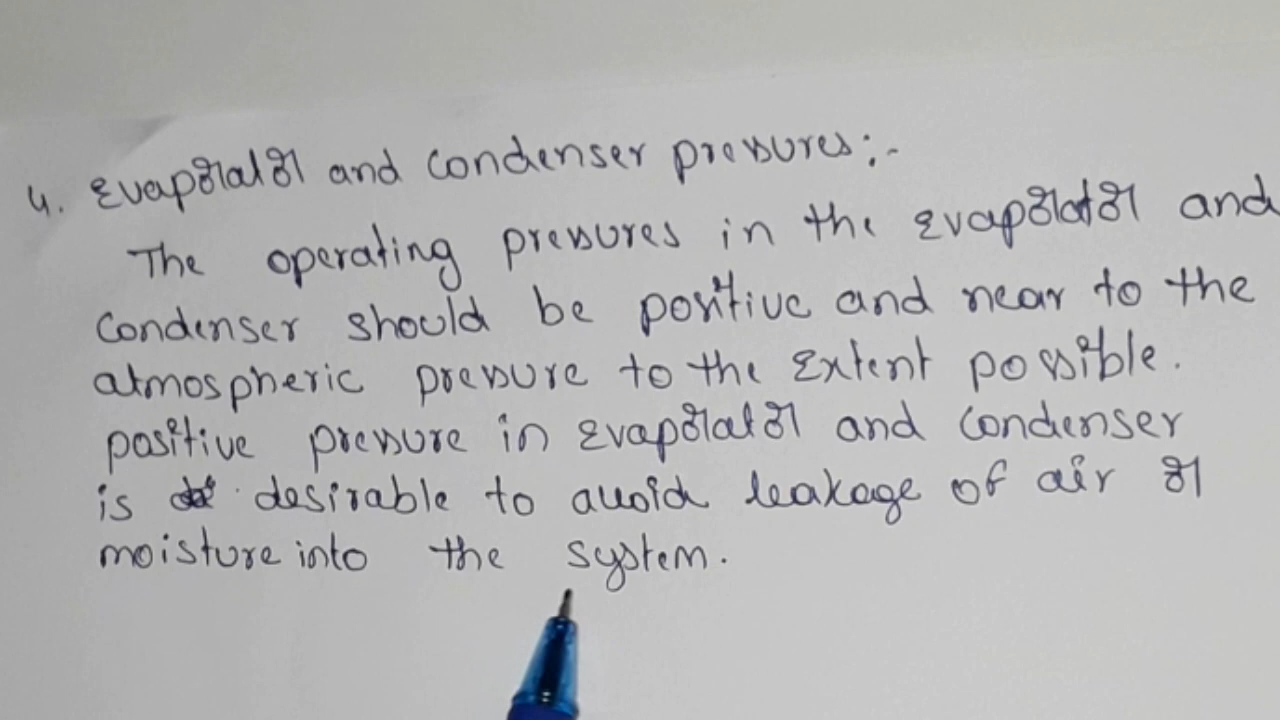 4. Evaporator and condenser pressures:-
The operating pressures in the evaporator and
condenser should be positive and near to the
atmospheric pressure to the extent possible.
positive pressure in evaporator and condenser
is desirable to avoid leakage of air or
moisture into the system.